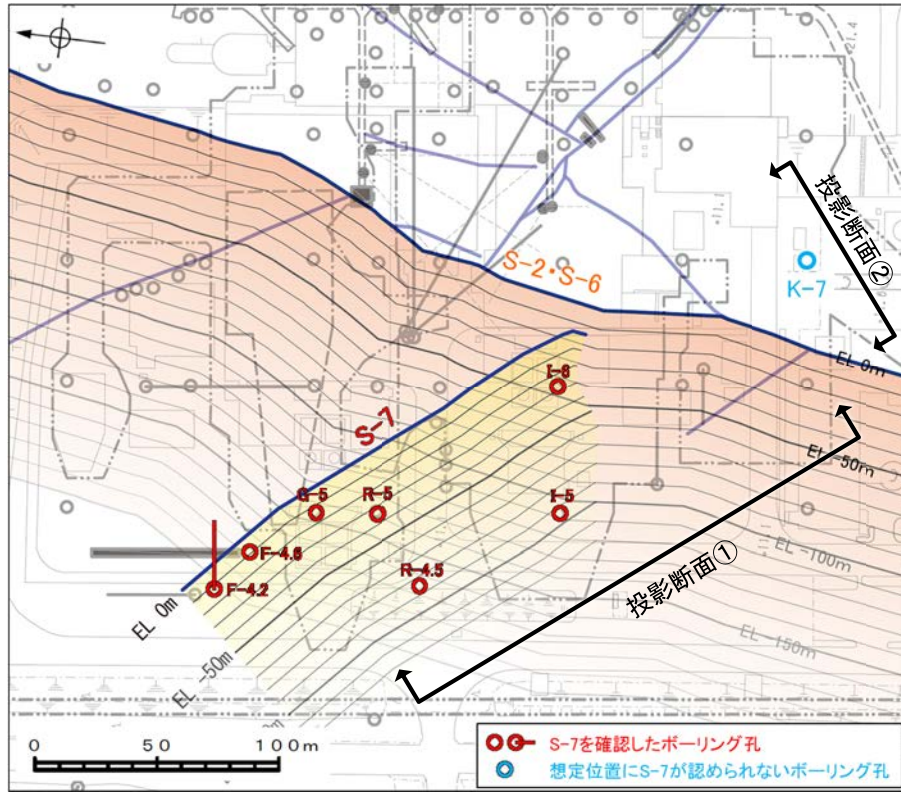 投影断面②
K-7
S-2・S-6
EL 0m
I-6
S-7
EL -50m
G-5
R-5
I-5
EL -100m
F-4.6
投影断面①
R-4.5
F-4.2
EL 0m
EL -150m
EL -50m
S-7を確認したボーリング孔
想定位置にS-7が認められないボーリング孔
0 50 100m